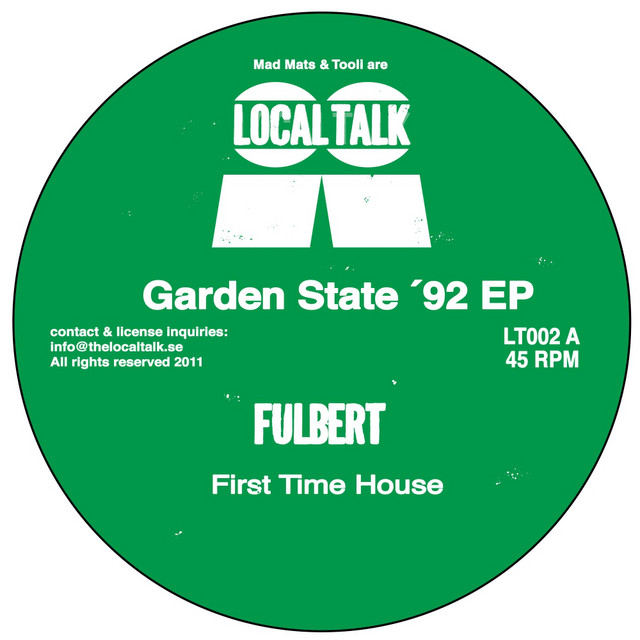 Mad Mats & Tooli are
LOCAL TALK
Garden State ´92 EP
contact & license inquiries:
info@thelocaltalk.se
All rights reserved 2011
LT002 A
45 RPM
FULBERT
First Time House